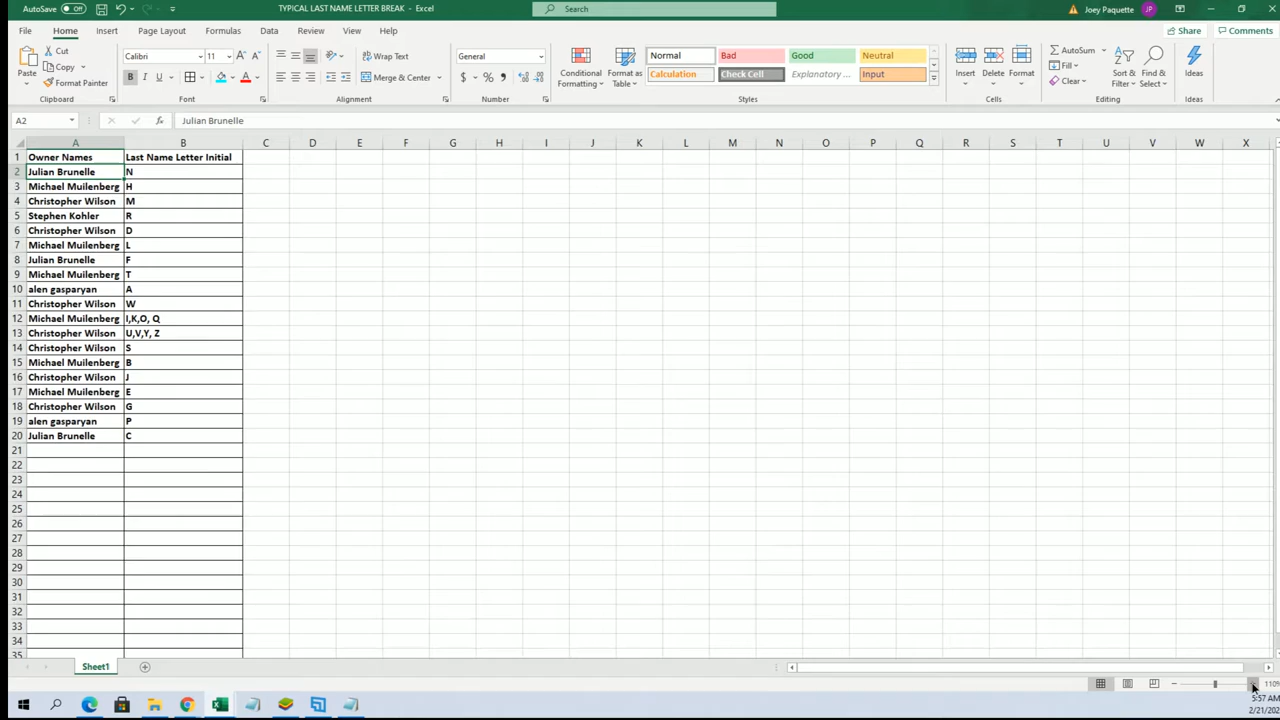 AutoSave Off TYPICAL LAST NAME LETTER BREAK - Excel Search Joey Paquette JP
File Home Insert Page Layout Formulas Data Review View Help Share Comments
Paste Cut Copy Format Painter Clipboard
Calibri 11 B I U A Font
Wrap Text Merge & Center Alignment
General $ % Number
Conditional Formatting Format as Table
Normal Bad Good Neutral
Calculation Check Cell Explanatory ... Input
Styles
Insert Delete Format Cells
AutoSum Fill Clear Sort & Filter Find & Select Editing
Ideas Ideas
A2 fx Julian Brunelle
A B C D E F G H I J K L M N O P Q R S T U V W X
1 Owner Names Last Name Letter Initial
2 Julian Brunelle N
3 Michael Muilenberg H
4 Christopher Wilson M
5 Stephen Kohler R
6 Christopher Wilson D
7 Michael Muilenberg L
8 Julian Brunelle F
9 Michael Muilenberg T
10 alen gasparyan A
11 Christopher Wilson W
12 Michael Muilenberg I,K,O, Q
13 Christopher Wilson U,V,Y, Z
14 Christopher Wilson S
15 Michael Muilenberg B
16 Christopher Wilson J
17 Michael Muilenberg E
18 Christopher Wilson G
19 alen gasparyan P
20 Julian Brunelle C
21
22
23
24
25
26
27
28
29
30
31
32
33
34
35
Sheet1
110%
5:57 AM
2/21/202